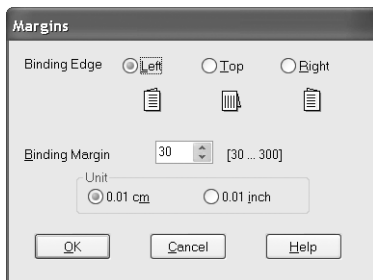 Margins
Binding Edge Left Top Right
Binding Margin 30 [30 ... 300]
Unit
0.01 cm 0.01 inch
OK Cancel Help